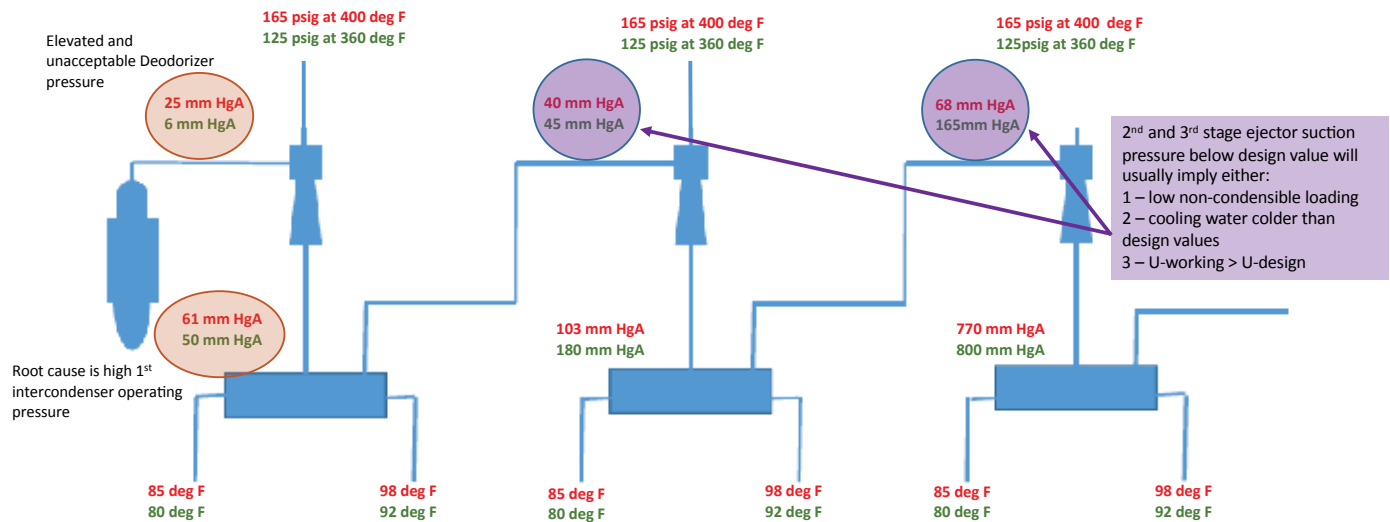 165 psig at 400 deg F
125 psig at 360 deg F
165 psig at 400 deg F
125 psig at 360 deg F
165 psig at 400 deg F
125psig at 360 deg F
Elevated and
unacceptable Deodorizer
pressure
25 mm HgA
6 mm HgA
40 mm HgA
45 mm HgA
68 mm HgA
165mm HgA
2nd and 3rd stage ejector suction
pressure below design value will
usually imply either:
1 – low non-condensible loading
2 – cooling water colder than
design values
3 – U-working > U-design
61 mm HgA
50 mm HgA
103 mm HgA
180 mm HgA
770 mm HgA
800 mm HgA
Root cause is high 1st
intercondenser operating
pressure
85 deg F
80 deg F
98 deg F
92 deg F
85 deg F
80 deg F
98 deg F
92 deg F
85 deg F
80 deg F
98 deg F
92 deg F